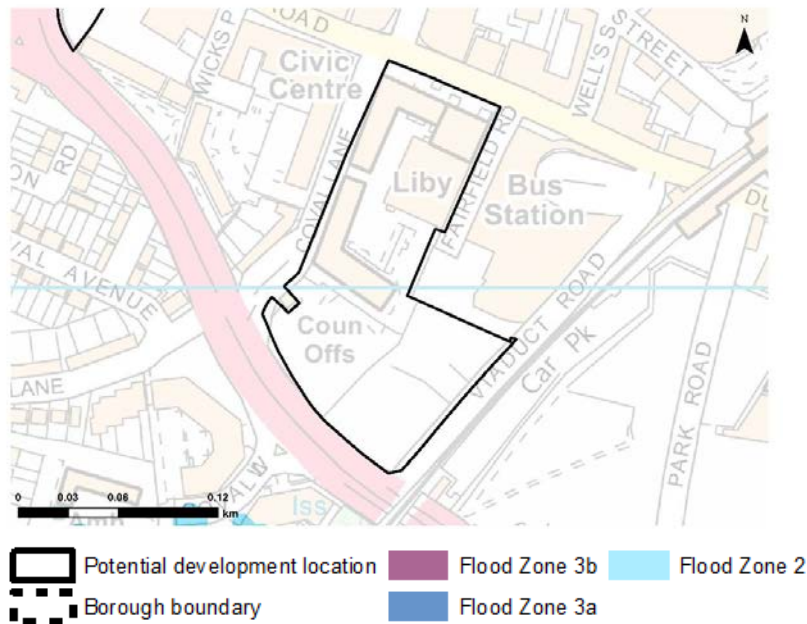 ROAD
N
WICKS P
Civic
Centre
WELL'S STREET
COVAL LANE
Liby
FAIRFIELD RD
Bus
Station
ON RD
DU
VAL AVENUE
VIADUCT ROAD
Coun
Offs
Car Pk
LANE
PARK ROAD
0 0.03 0.06 0.12
km
COVAL W
Iss
Amb
Potential development location
Flood Zone 3b
Flood Zone 2
Borough boundary
Flood Zone 3a